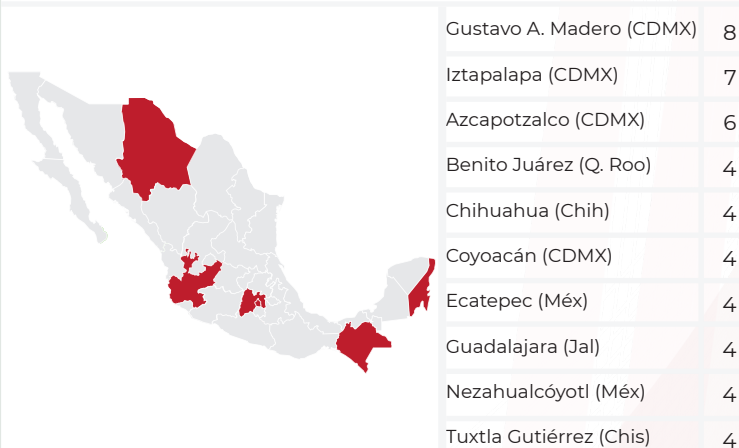 Gustavo A. Madero (CDMX) 8
Iztapalapa (CDMX) 7
Azcapotzalco (CDMX) 6
Benito Juárez (Q. Roo) 4
Chihuahua (Chih) 4
Coyoacán (CDMX) 4
Ecatepec (Méx) 4
Guadalajara (Jal) 4
Nezahualcóyotl (Méx) 4
Tuxtla Gutiérrez (Chis) 4